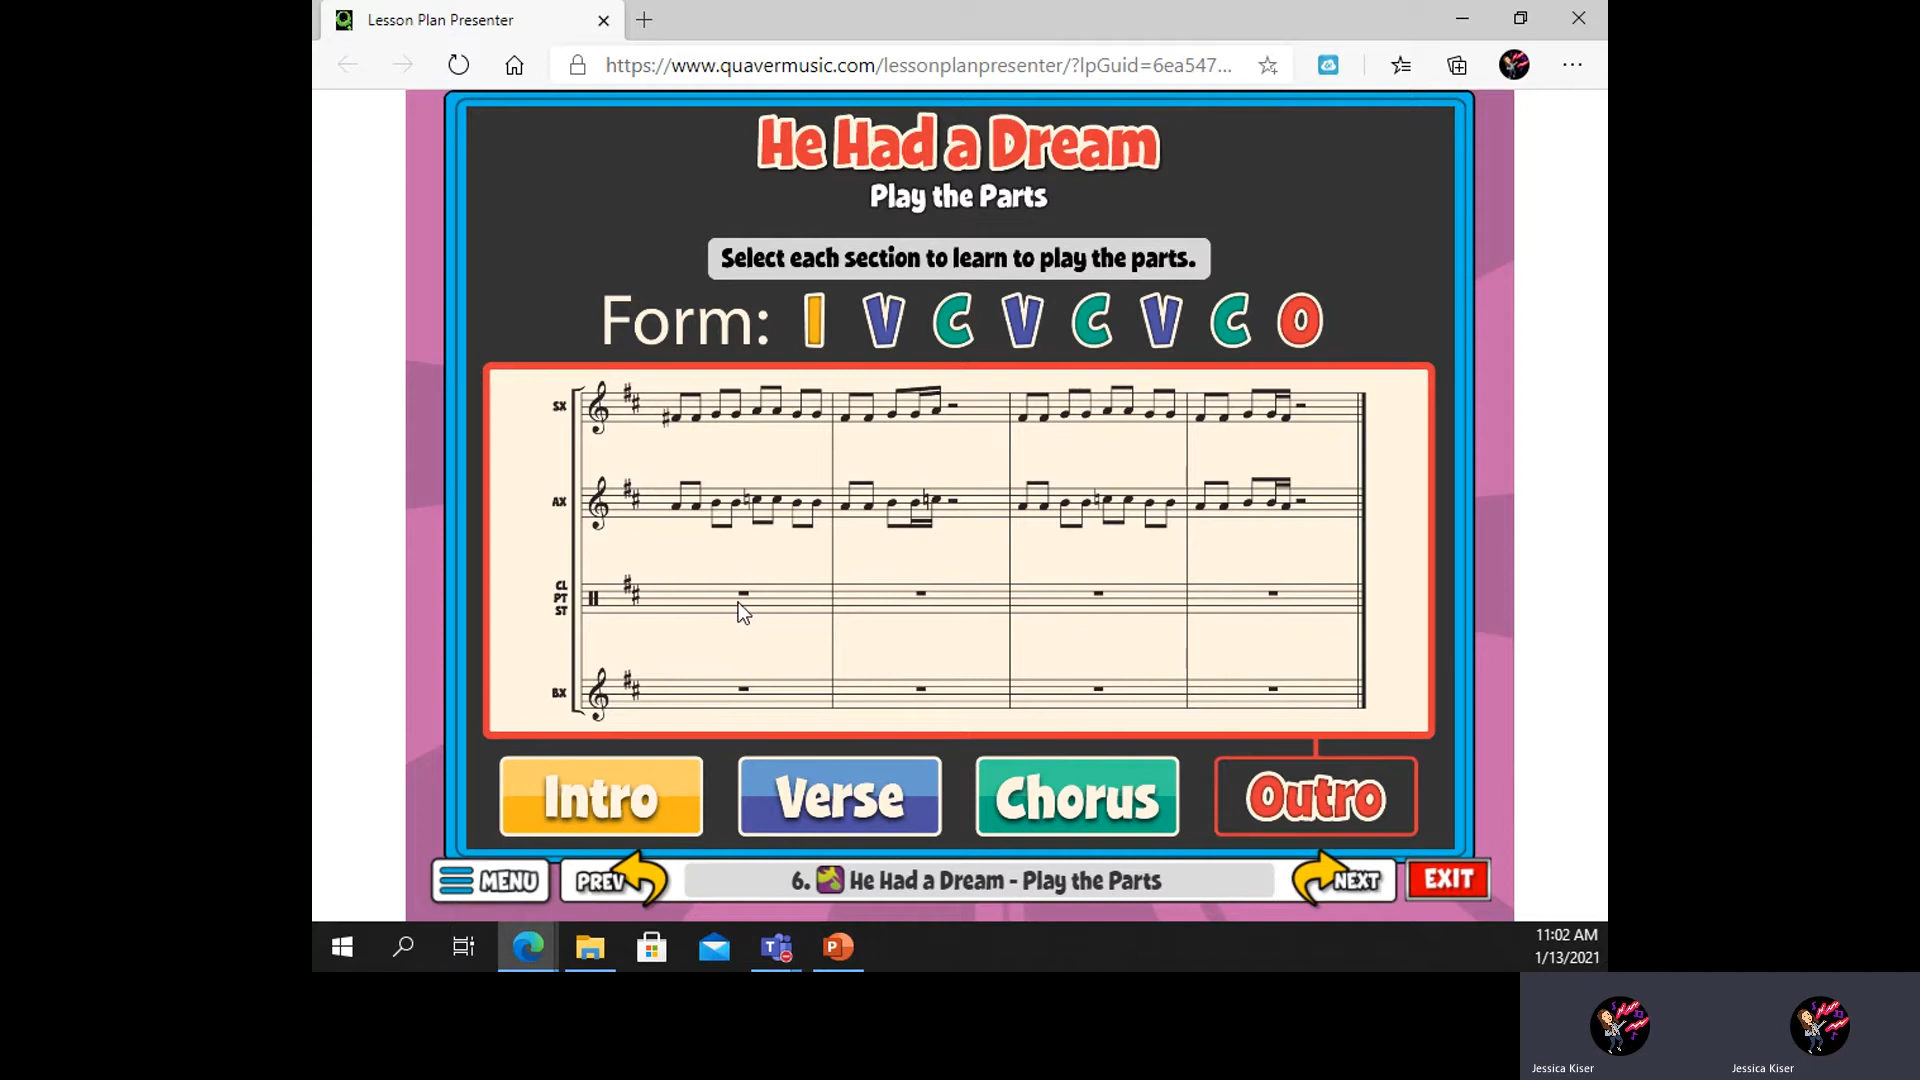 Lesson Plan Presenter
https://www.quavermusic.com/lessonplanpresenter/?lpGuid=6ea547...
He Had a Dream
Play the Parts
Select each section to learn to play the parts.
Form: I V C V C V C O
SX
AX
CL
PT
ST
BX
Intro Verse Chorus Outro
MENU PREV 6. He Had a Dream - Play the Parts NEXT EXIT
11:02 AM
1/13/2021
Jessica Kiser Jessica Kiser